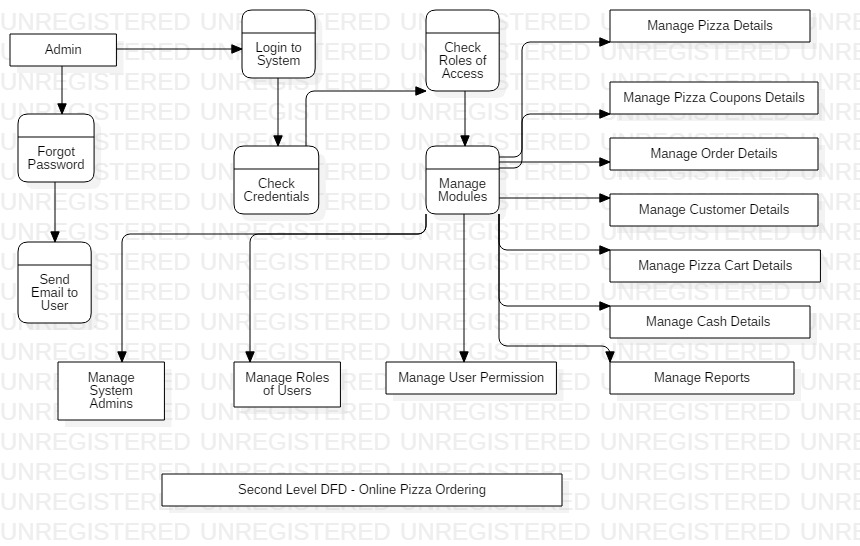 Admin
Login to
System
Check
Roles of
Access
Manage Pizza Details
Manage Pizza Coupons Details
Forgot
Password
Check
Credentials
Manage
Modules
Manage Order Details
Manage Customer Details
Send
Email to
User
Manage Pizza Cart Details
Manage Cash Details
Manage
System
Admins
Manage Roles
of Users
Manage User Permission
Manage Reports
Second Level DFD - Online Pizza Ordering
UNREGISTERED